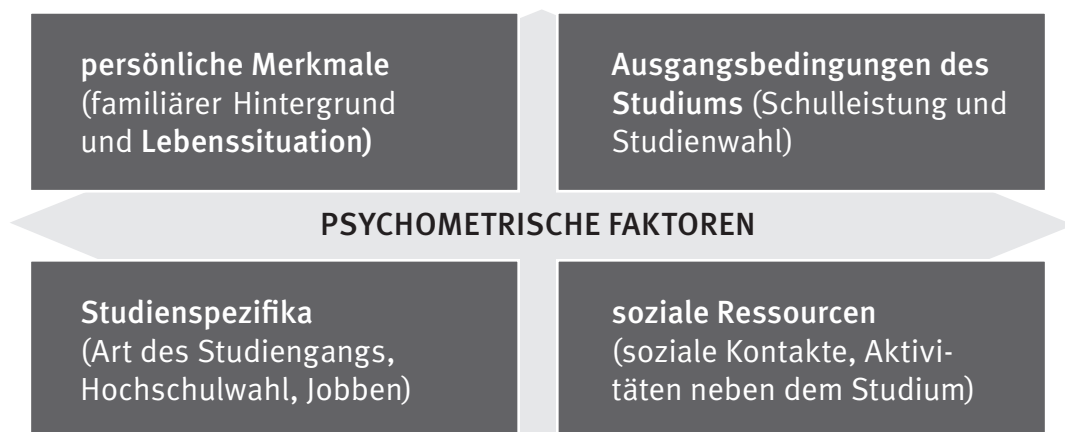 persönliche Merkmale
(familiärer Hintergrund
und Lebenssituation)
Ausgangsbedingungen des
Studiums (Schulleistung und
Studienwahl)
PSYCHOMETRISCHE FAKTOREN
Studienspezifika
(Art des Studiengangs,
Hochschulwahl, Jobben)
soziale Ressourcen
(soziale Kontakte, Aktivi-
täten neben dem Studium)